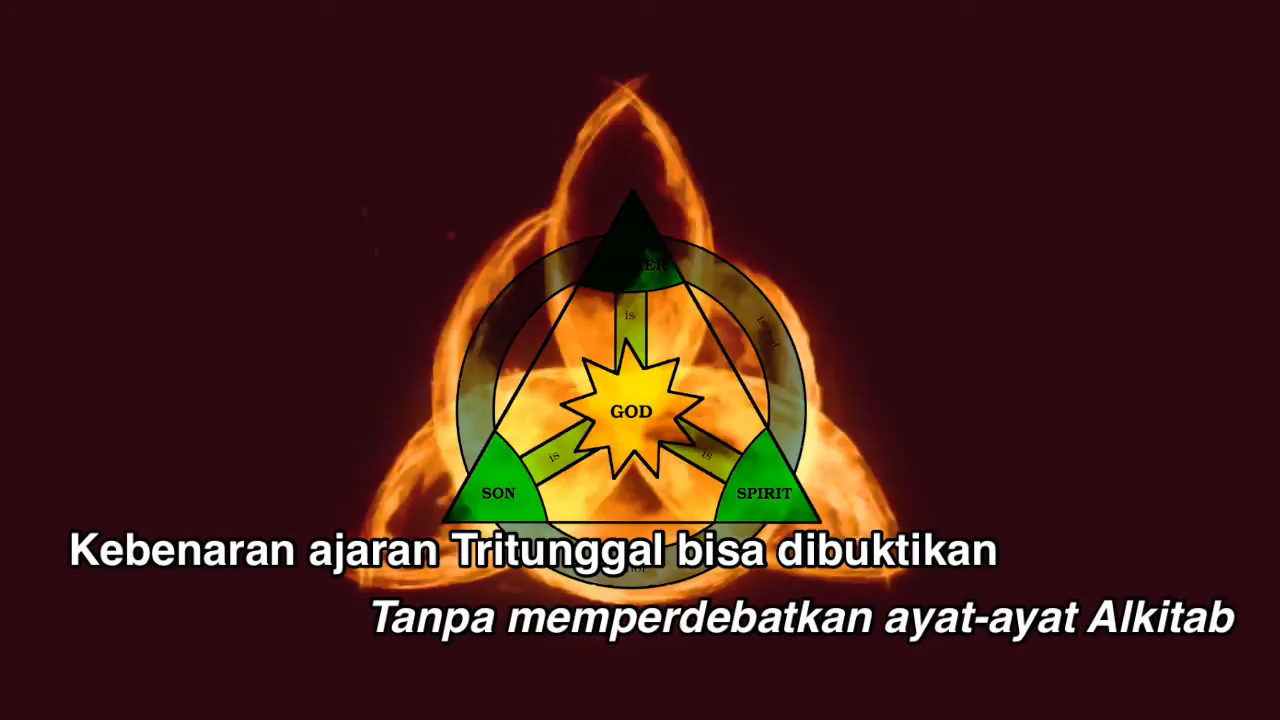 is
GOD
is
is
SON
SPIRIT
Kebenaran ajaran Tritunggal bisa dibuktikan
Tanpa memperdebatkan ayat-ayat Alkitab